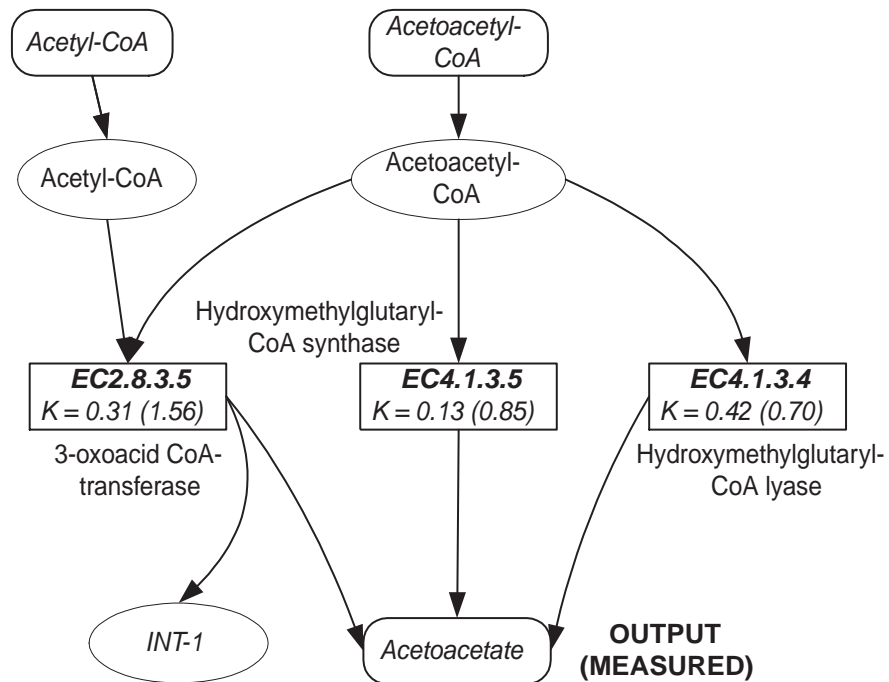 Acetyl-CoA
Acetoacetyl-
CoA
Acetyl-CoA
Acetoacetyl-
CoA
Hydroxymethylglutaryl-
CoA synthase
EC2.8.3.5
K = 0.31 (1.56)
EC4.1.3.5
K = 0.13 (0.85)
EC4.1.3.4
K = 0.42 (0.70)
3-oxoacid CoA-
transferase
Hydroxymethylglutaryl-
CoA lyase
INT-1
Acetoacetate
OUTPUT
(MEASURED)